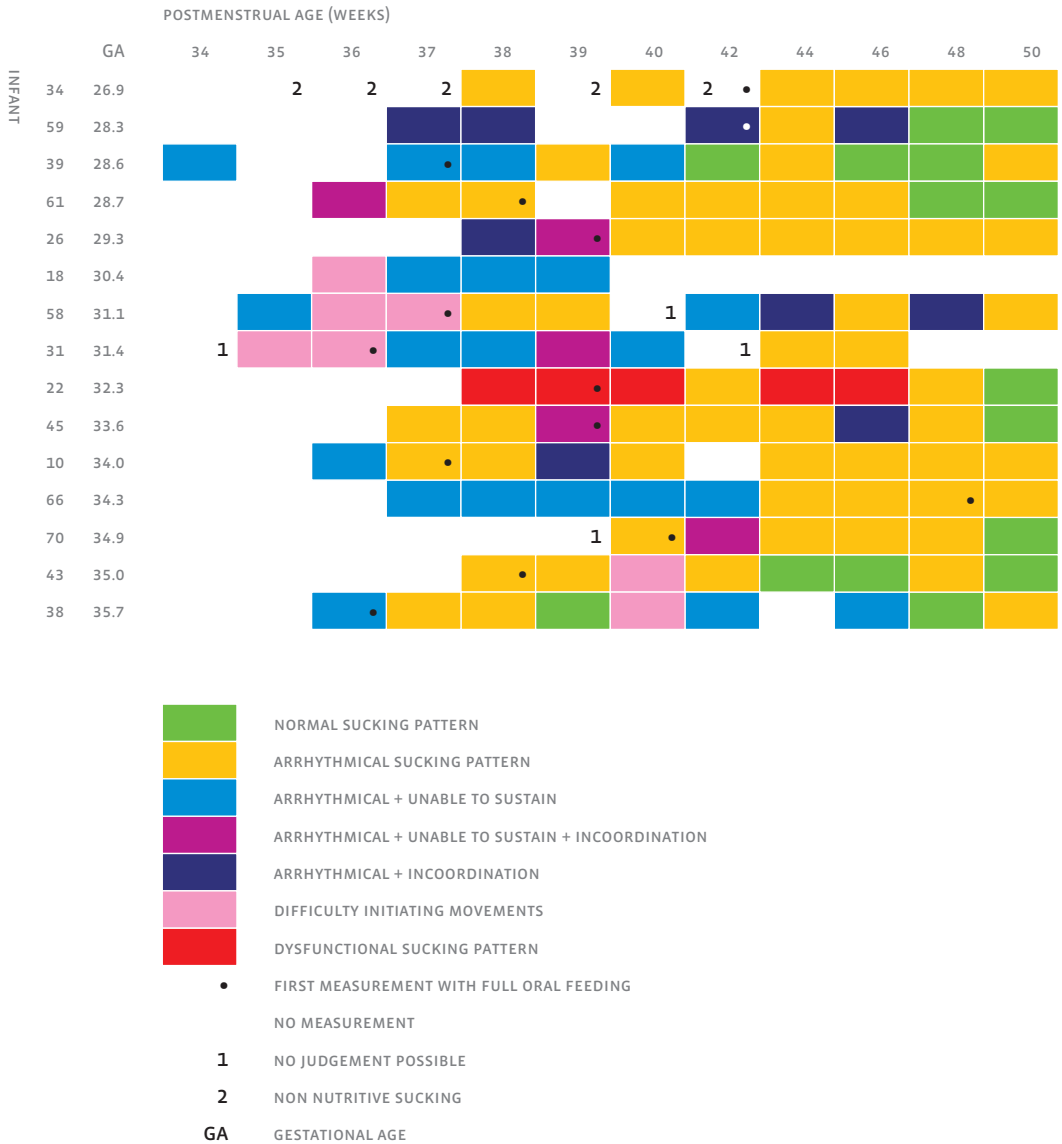 POSTMENSTRUAL AGE (WEEKS)
GA 34 35 36 37 38 39 40 42 44 46 48 50
INFANT
34 26.9 2 2 2 2 2 •
59 28.3 •
39 28.6 •
61 28.7 •
26 29.3 •
18 30.4
58 31.1 • 1
31 31.4 1 • 1
22 32.3 •
45 33.6 •
10 34.0 •
66 34.3 •
70 34.9 1 •
43 35.0 •
38 35.7 •
NORMAL SUCKING PATTERN
ARRHYTHMICAL SUCKING PATTERN
ARRHYTHMICAL + UNABLE TO SUSTAIN
ARRHYTHMICAL + UNABLE TO SUSTAIN + INCOORDINATION
ARRHYTHMICAL + INCOORDINATION
DIFFICULTY INITIATING MOVEMENTS
DYSFUNCTIONAL SUCKING PATTERN
• FIRST MEASUREMENT WITH FULL ORAL FEEDING
NO MEASUREMENT
1 NO JUDGEMENT POSSIBLE
2 NON NUTRITIVE SUCKING
GA GESTATIONAL AGE